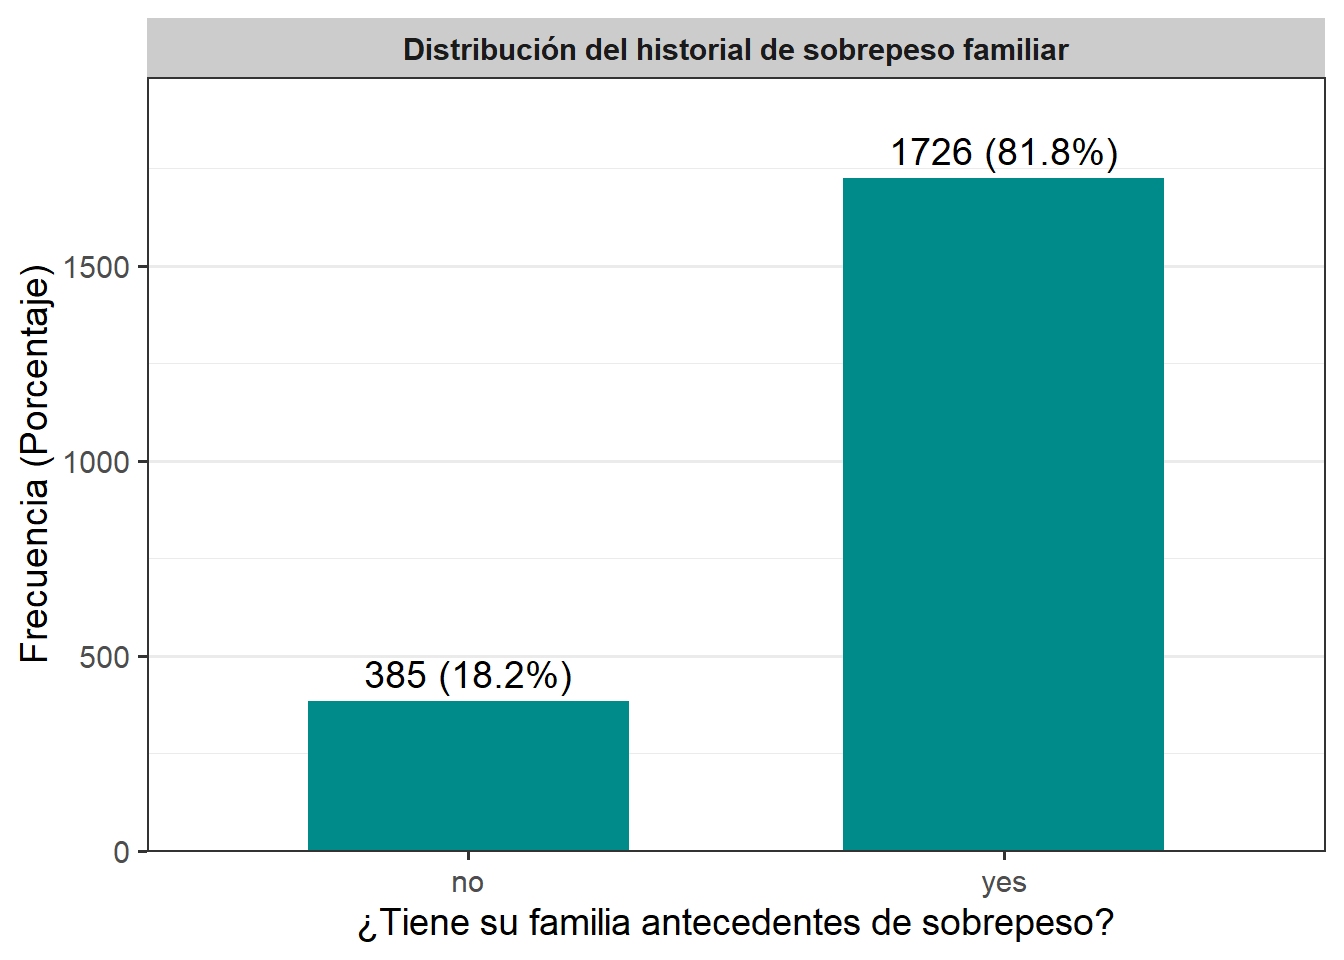 Distribución del historial de sobrepeso familiar
1726 (81.8%)
385 (18.2%)
Frecuencia (Porcentaje)
1500
1000
500
0
no
yes
¿Tiene su familia antecedentes de sobrepeso?